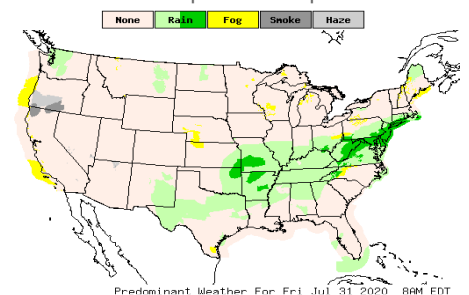 None Rain Fog Smoke Haze
Predominant Weather For Fri Jul 31 2020 8AM EDT